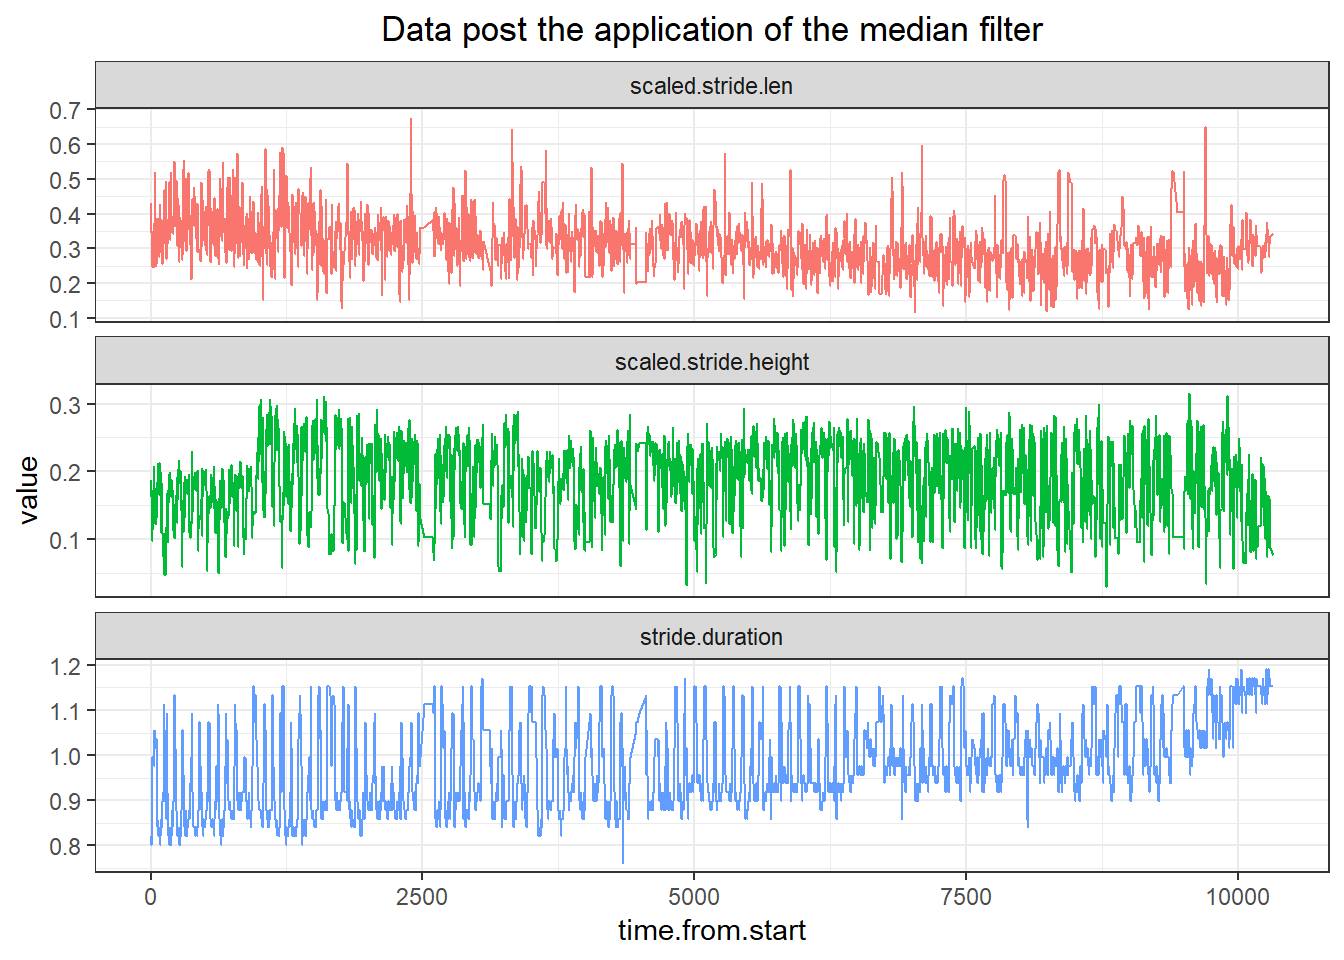 Data post the application of the median filter
scaled.stride.len
0.7
0.6
0.5
0.4
0.3
0.2
0.1
scaled.stride.height
0.3
0.2
0.1
value
stride.duration
1.2
1.1
1.0
0.9
0.8
0 2500 5000 7500 10000
time.from.start